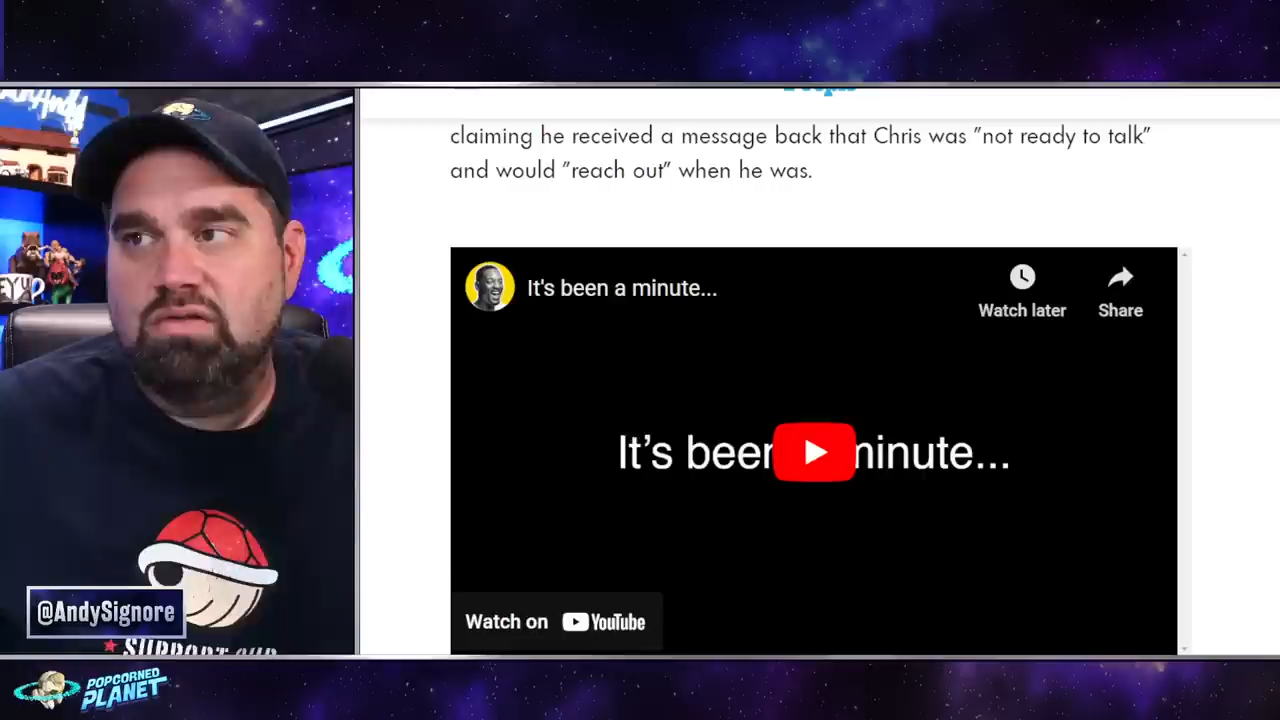 People
claiming he received a message back that Chris was "not ready to talk"
and would "reach out" when he was.
It's been a minute...
Watch later
Share
It's been minute...
Watch on YouTube
@AndySignore
POPCORNED
PLANET